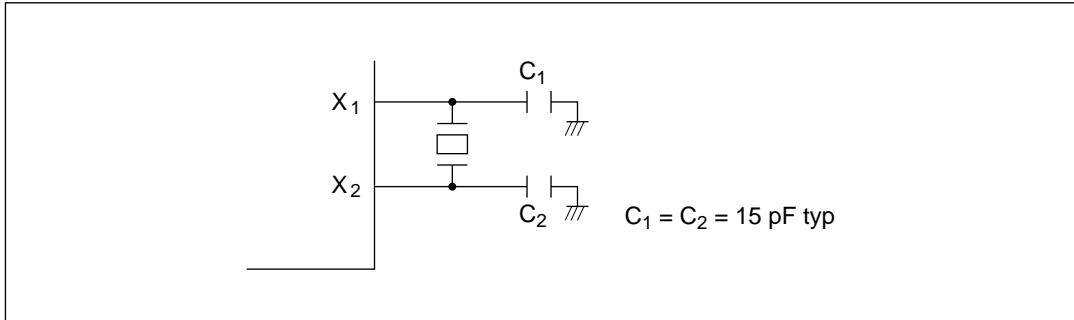 C₁
X₁
X₂
C₂
C₁ = C₂ = 15 pF typ